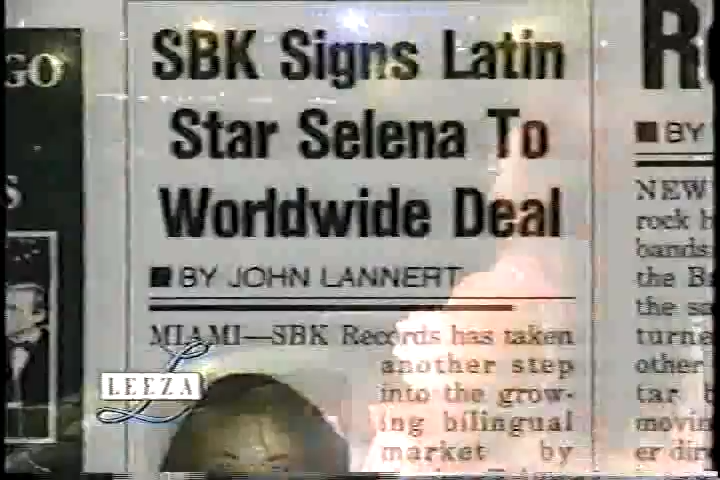 SBK Signs Latin
Star Selena To
Worldwide Deal
BY JOHN LANNERT
MIAMI—SBK Records has taken
another step
into the grow-
ing bilingual
market by
LEEZA
GO
S
BY
NEW
rock
bands
the
the
turne
other
tar
movin
er dire